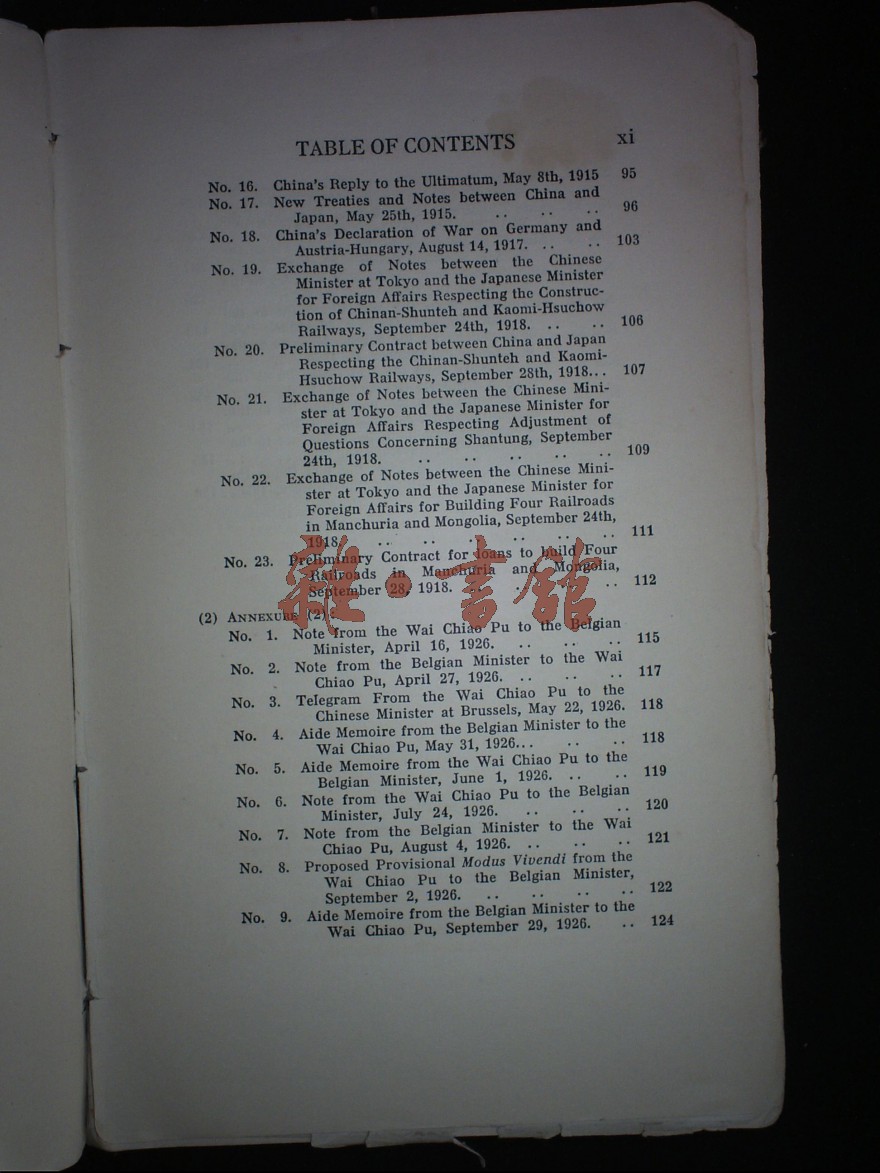 TABLE OF CONTENTS xi
No. 16. China's Reply to the Ultimatum, May 8th, 1915 95
No. 17. New Treaties and Notes between China and
Japan, May 25th, 1915. .. .. .. 96
No. 18. China's Declaration of War on Germany and
Austria-Hungary, August 14, 1917. .. .. 103
No. 19. Exchange of Notes between the Chinese
Minister at Tokyo and the Japanese Minister
for Foreign Affairs Respecting the Construc-
tion of Chinan-Shunteh and Kaomi-Hsuchow
Railways, September 24th, 1918. .. .. 106
No. 20. Preliminary Contract between China and Japan
Respecting the Chinan-Shunteh and Kaomi-
Hsuchow Railways, September 28th, 1918... 107
No. 21. Exchange of Notes between the Chinese Mini-
ster at Tokyo and the Japanese Minister for
Foreign Affairs Respecting Adjustment of
Questions Concerning Shantung, September
24th, 1918. .. .. .. .. .. 109
No. 22. Exchange of Notes between the Chinese Mini-
ster at Tokyo and the Japanese Minister for
Foreign Affairs for Building Four Railroads
in Manchuria and Mongolia, September 24th,
1918. .. .. .. .. .. .. 111
No. 23. Preliminary Contract for loans to build Four
Railroads in Manchuria and Mongolia,
September 28, 1918. .. .. .. .. 112
雜·書館
(2) ANNEXURE (2):
No. 1. Note from the Wai Chiao Pu to the Belgian
Minister, April 16, 1926. .. .. .. 115
No. 2. Note from the Belgian Minister to the Wai
Chiao Pu, April 27, 1926. .. .. .. 117
No. 3. Telegram From the Wai Chiao Pu to the
Chinese Minister at Brussels, May 22, 1926. 118
No. 4. Aide Memoire from the Belgian Minister to the
Wai Chiao Pu, May 31, 1926... .. .. 118
No. 5. Aide Memoire from the Wai Chiao Pu to the
Belgian Minister, June 1, 1926. .. .. 119
No. 6. Note from the Wai Chiao Pu to the Belgian
Minister, July 24, 1926. .. .. .. 120
No. 7. Note from the Belgian Minister to the Wai
Chiao Pu, August 4, 1926. .. .. .. 121
No. 8. Proposed Provisional Modus Vivendi from the
Wai Chiao Pu to the Belgian Minister,
September 2, 1926. .. .. .. .. 122
No. 9. Aide Memoire from the Belgian Minister to the
Wai Chiao Pu, September 29, 1926. .. 124